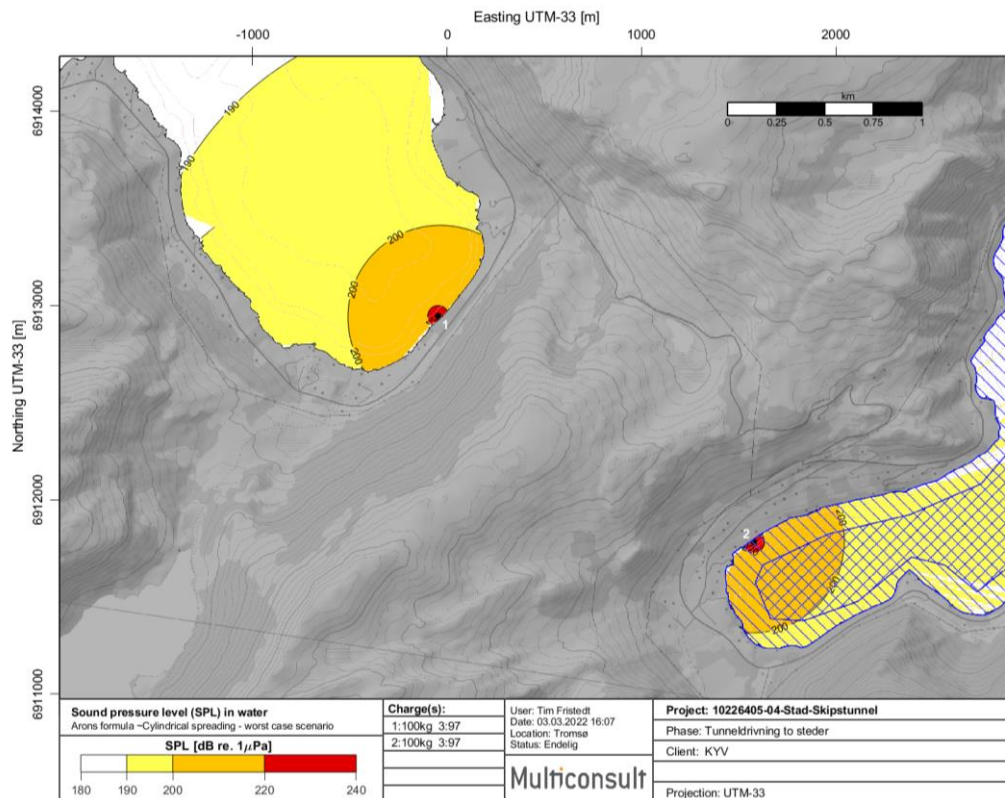 Easting UTM-33 [m]
-1000 0 1000 2000
Northing UTM-33 [m]
6914000
6913000
6912000
6911000
km
0 0.25 0.5 0.75 1
190
190
200
200
200
1
2
200
200
200
Sound pressure level (SPL) in water
Arons formula ~Cylindrical spreading - worst case scenario
SPL [dB re. 1μPa]
180 190 200 220 240
Charge(s):
1:100kg 3:97
2:100kg 3:97
User: Tim Fristedt
Date: 03.03.2022 16:07
Location: Tromsø
Status: Endelig
Multiconsult
Project: 10226405-04-Stad-Skipstunnel
Phase: Tunneldrivning to steder
Client: KYV
Projection: UTM-33